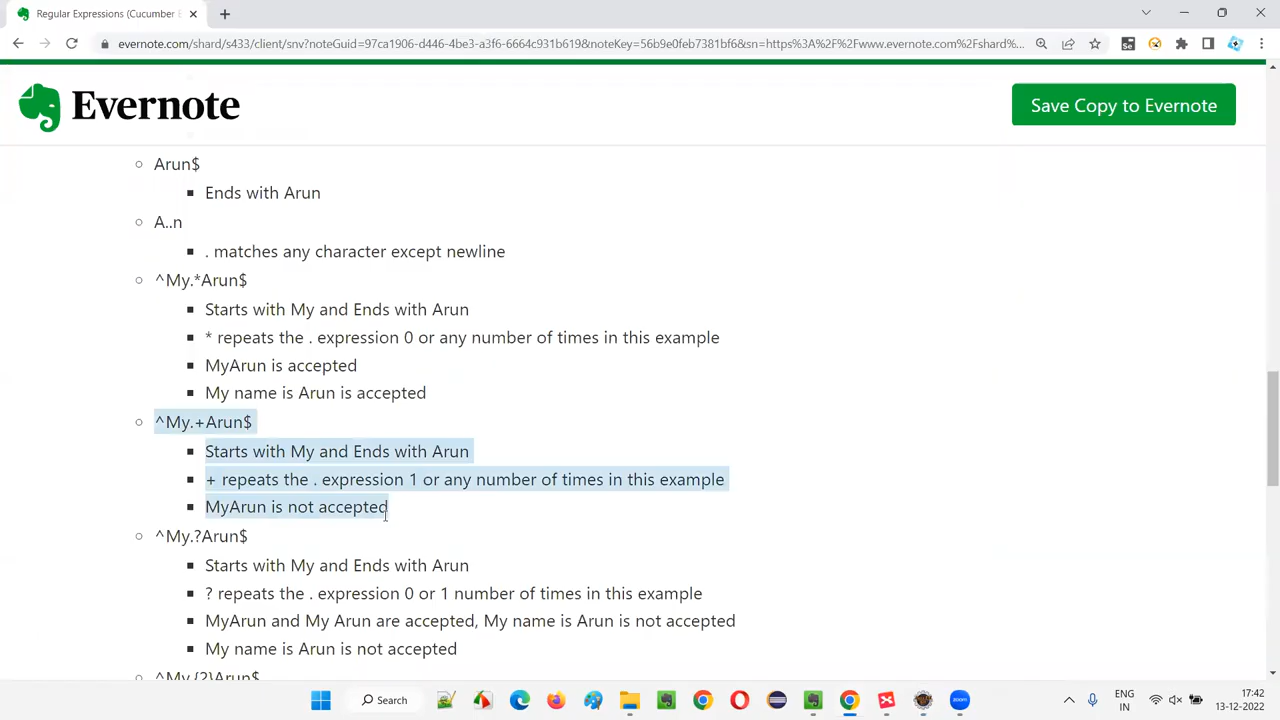 Regular Expressions (Cucumber E
evernote.com/shard/s433/client/snv?noteGuid=97ca1906-d446-4be3-a3f6-6664c931b619&noteKey=56b9e0feb7381bf6&sn=https%3A%2F%2Fwww.evernote.com%2Fshard%...
Evernote
Save Copy to Evernote
Arun$
Ends with Arun
A..n
. matches any character except newline
^My.*Arun$
Starts with My and Ends with Arun
* repeats the . expression 0 or any number of times in this example
MyArun is accepted
My name is Arun is accepted
^My.+Arun$
Starts with My and Ends with Arun
+ repeats the . expression 1 or any number of times in this example
MyArun is not accepted
^My.?Arun$
Starts with My and Ends with Arun
? repeats the . expression 0 or 1 number of times in this example
MyArun and My Arun are accepted, My name is Arun is not accepted
My name is Arun is not accepted
^My.{2}Arun$
Search
ENG
IN
17:42
13-12-2022
zoom